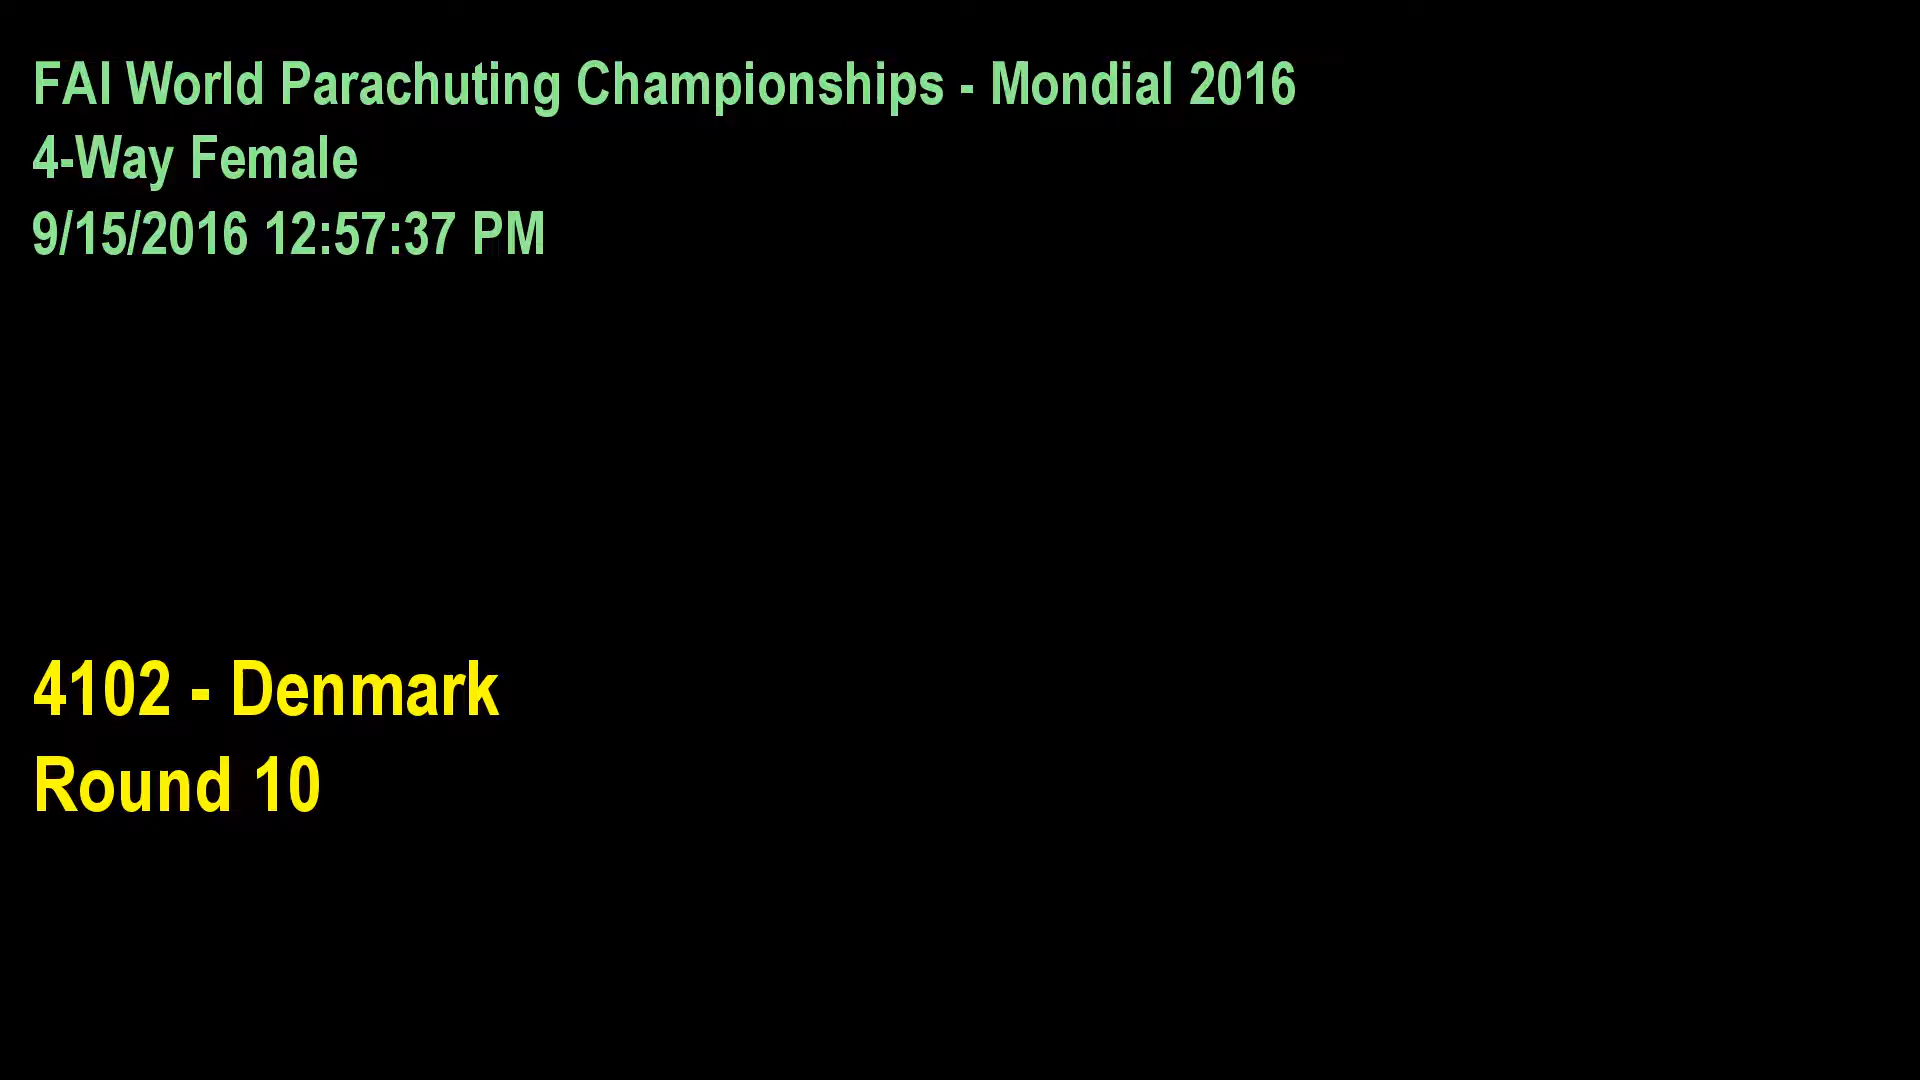 FAI World Parachuting Championships - Mondial 2016
4-Way Female
9/15/2016 12:57:37 PM
4102 - Denmark
Round 10